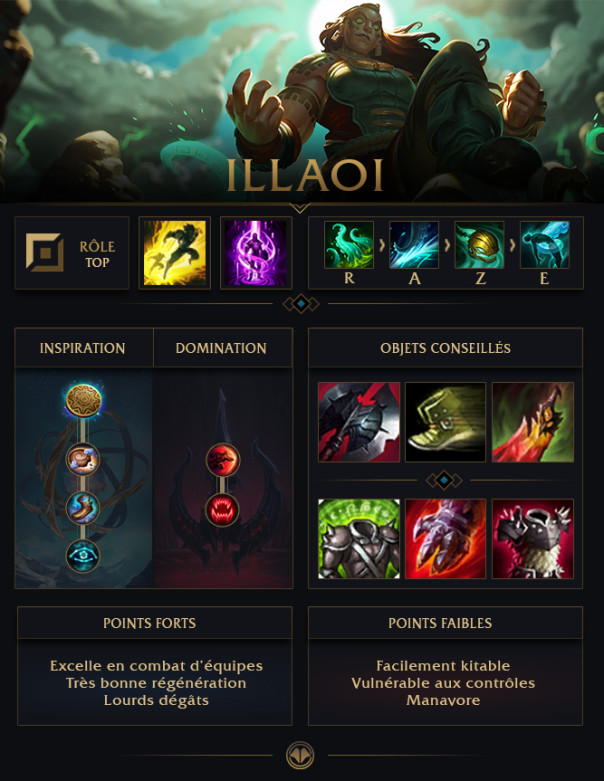 ILLAOI
RÔLE
TOP
R
A
Z
E
INSPIRATION
DOMINATION
OBJETS CONSEILLÉS
POINTS FORTS
Excelle en combat d'équipes
Très bonne régénération
Lourds dégâts
POINTS FAIBLES
Facilement kitable
Vulnérable aux contrôles
Manavore